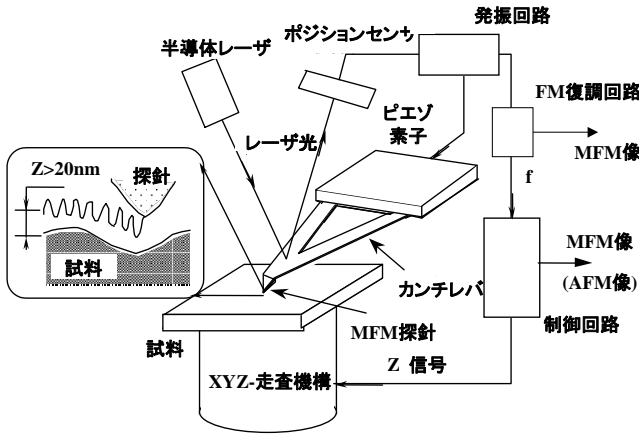 発振回路
ポジションセンサ
半導体レーザ
FM復調回路
ピエゾ
素子
レーザ光
MFM像
Z>20nm
探針
f
MFM像
(AFM像)
試料
カンチレバ
制御回路
MFM探針
試料
Z 信号
XYZ-走査機構